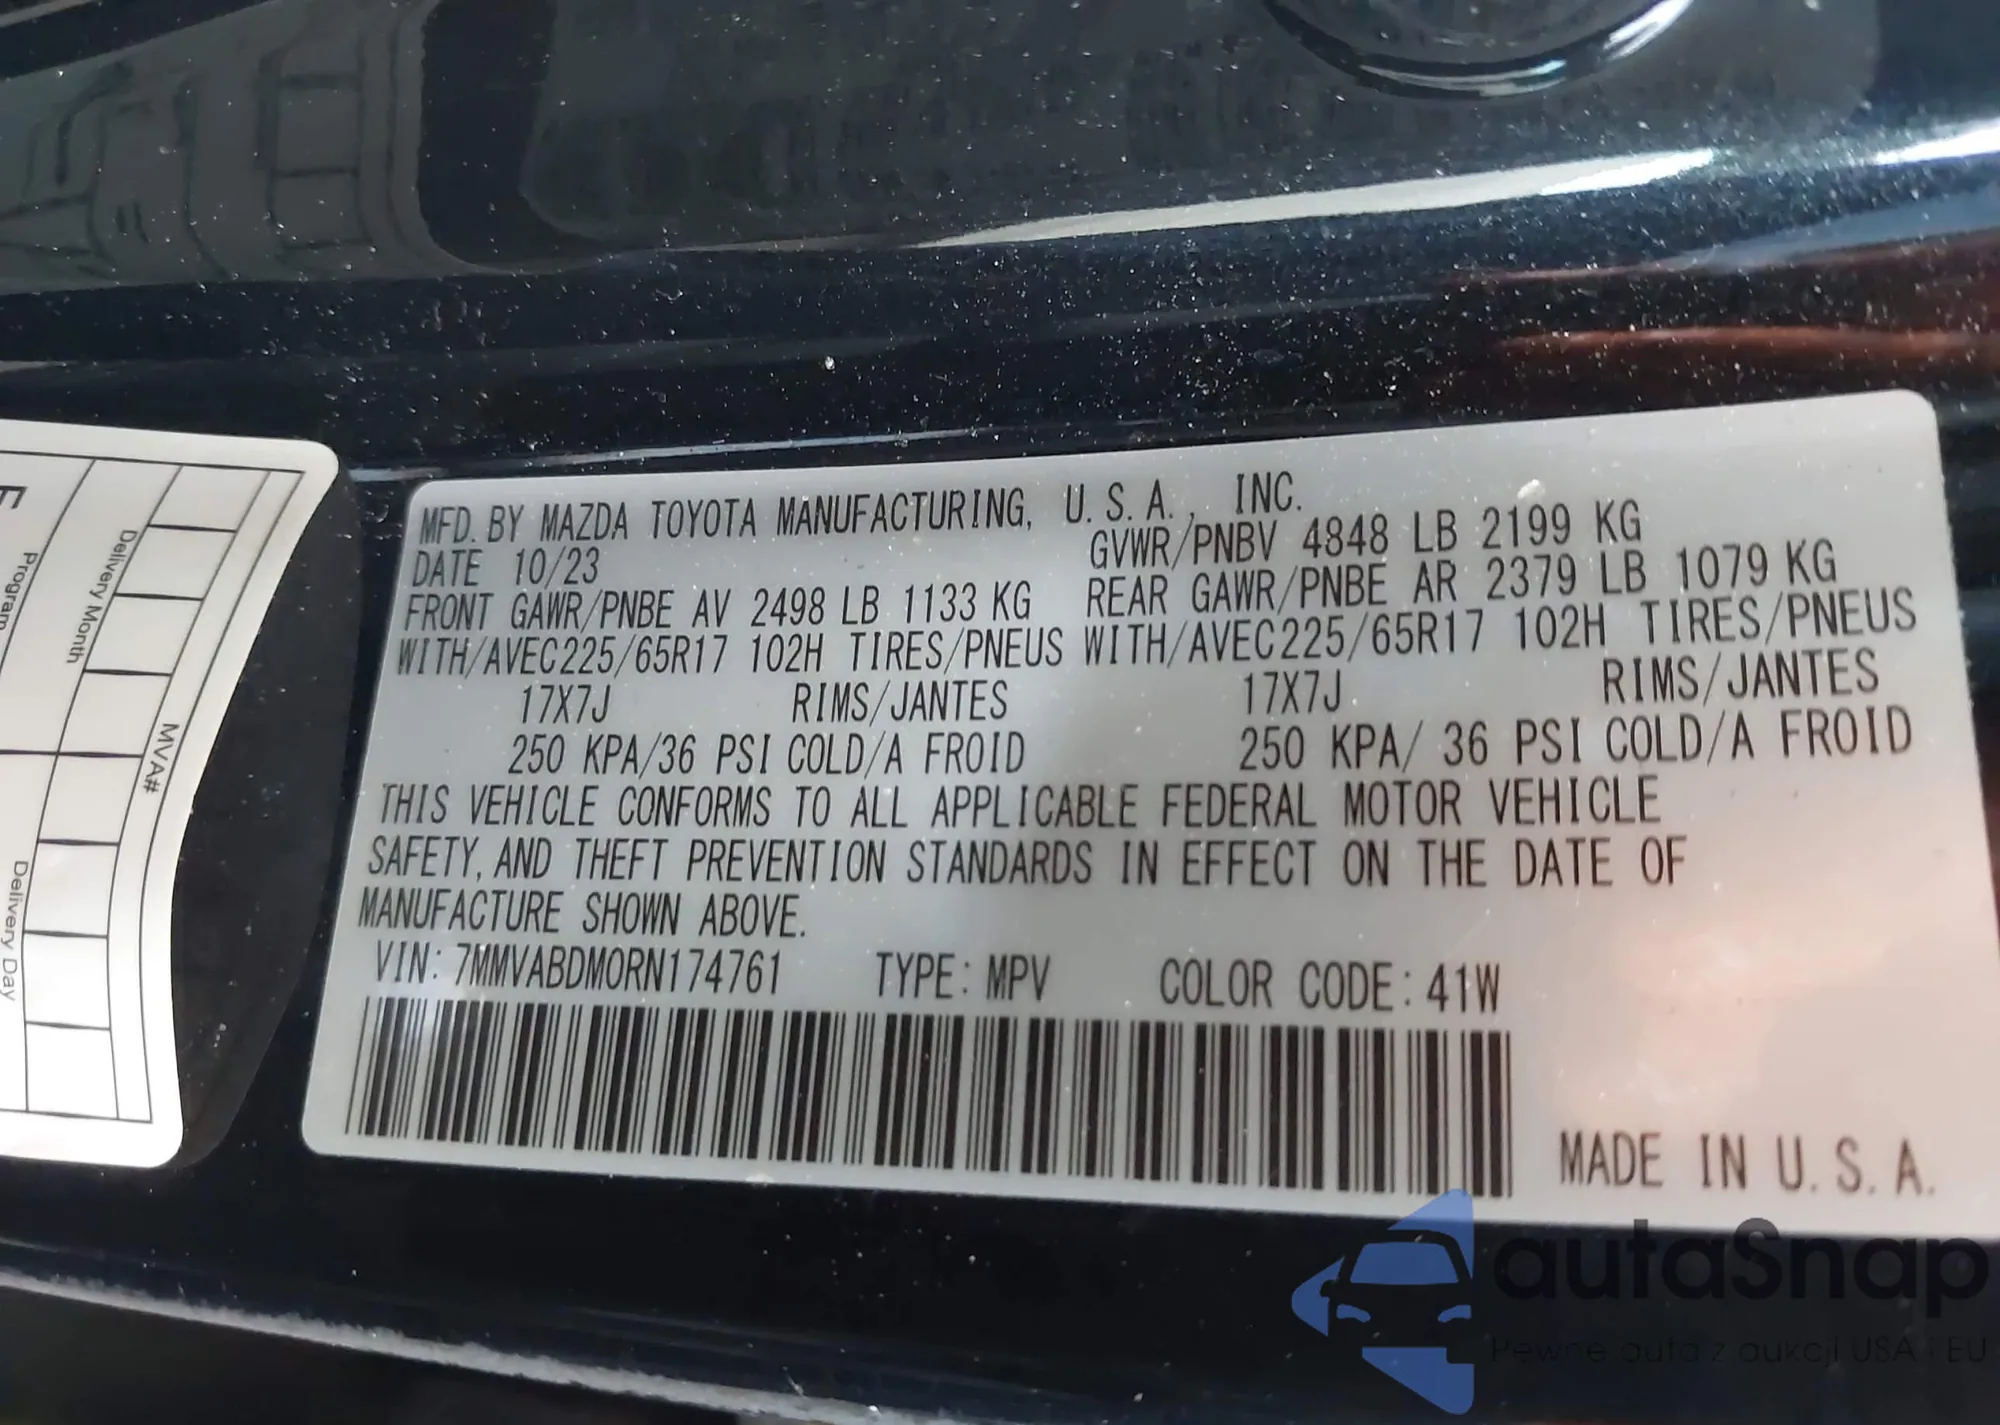 MFD. BY MAZDA TOYOTA MANUFACTURING, U. S. A. , INC.
DATE 10/23 GVWR/PNBV 4848 LB 2199 KG
FRONT GAWR/PNBE AV 2498 LB 1133 KG REAR GAWR/PNBE AR 2379 LB 1079 KG
WITH/AVEC225/65R17 102H TIRES/PNEUS WITH/AVEC225/65R17 102H TIRES/PNEUS
17X7J RIMS/JANTES 17X7J RIMS/JANTES
250 KPA/36 PSI COLD/A FROID 250 KPA/ 36 PSI COLD/A FROID
THIS VEHICLE CONFORMS TO ALL APPLICABLE FEDERAL MOTOR VEHICLE
SAFETY, AND THEFT PREVENTION STANDARDS IN EFFECT ON THE DATE OF
MANUFACTURE SHOWN ABOVE.
VIN: 7MMVABDM0RN174761 TYPE: MPV COLOR CODE: 41W
MADE IN U. S. A.
Program
Delivery Month
MVA#
Delivery Day
autaSnap
Pewne auta z aukcji USA i EU